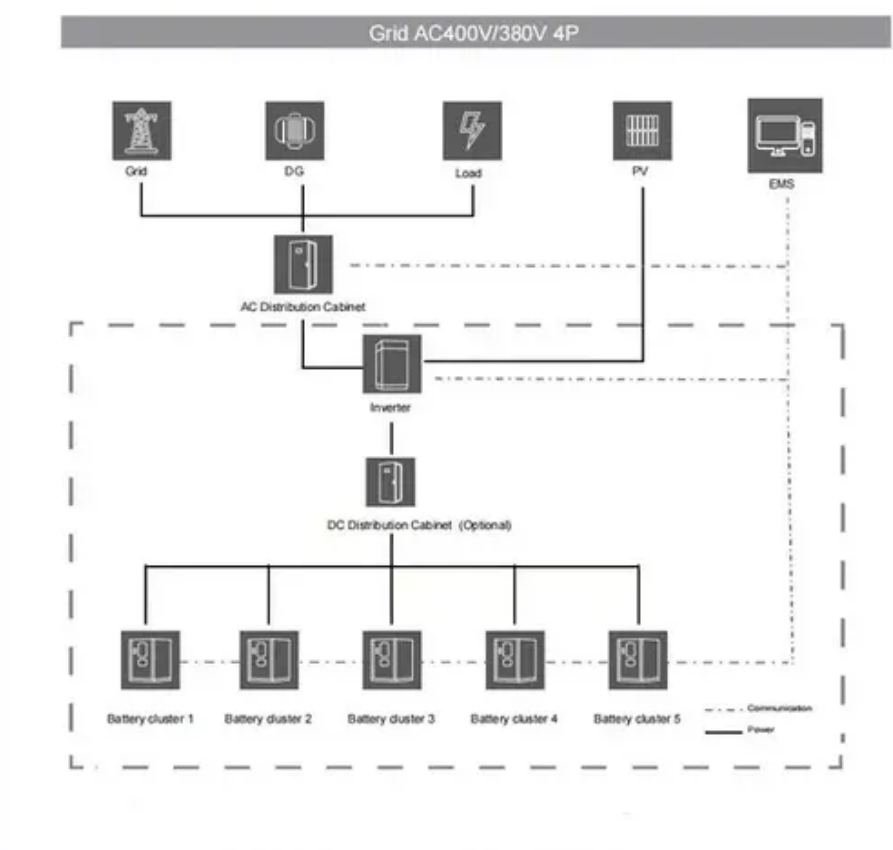 Grid AC400V/380V 4P
Grid
DG
Load
PV
EMS
AC Distribution Cabinet
Inverter
DC Distribution Cabinet (Optional)
Battery cluster 1
Battery cluster 2
Battery cluster 3
Battery cluster 4
Battery cluster 5
Communication
Power